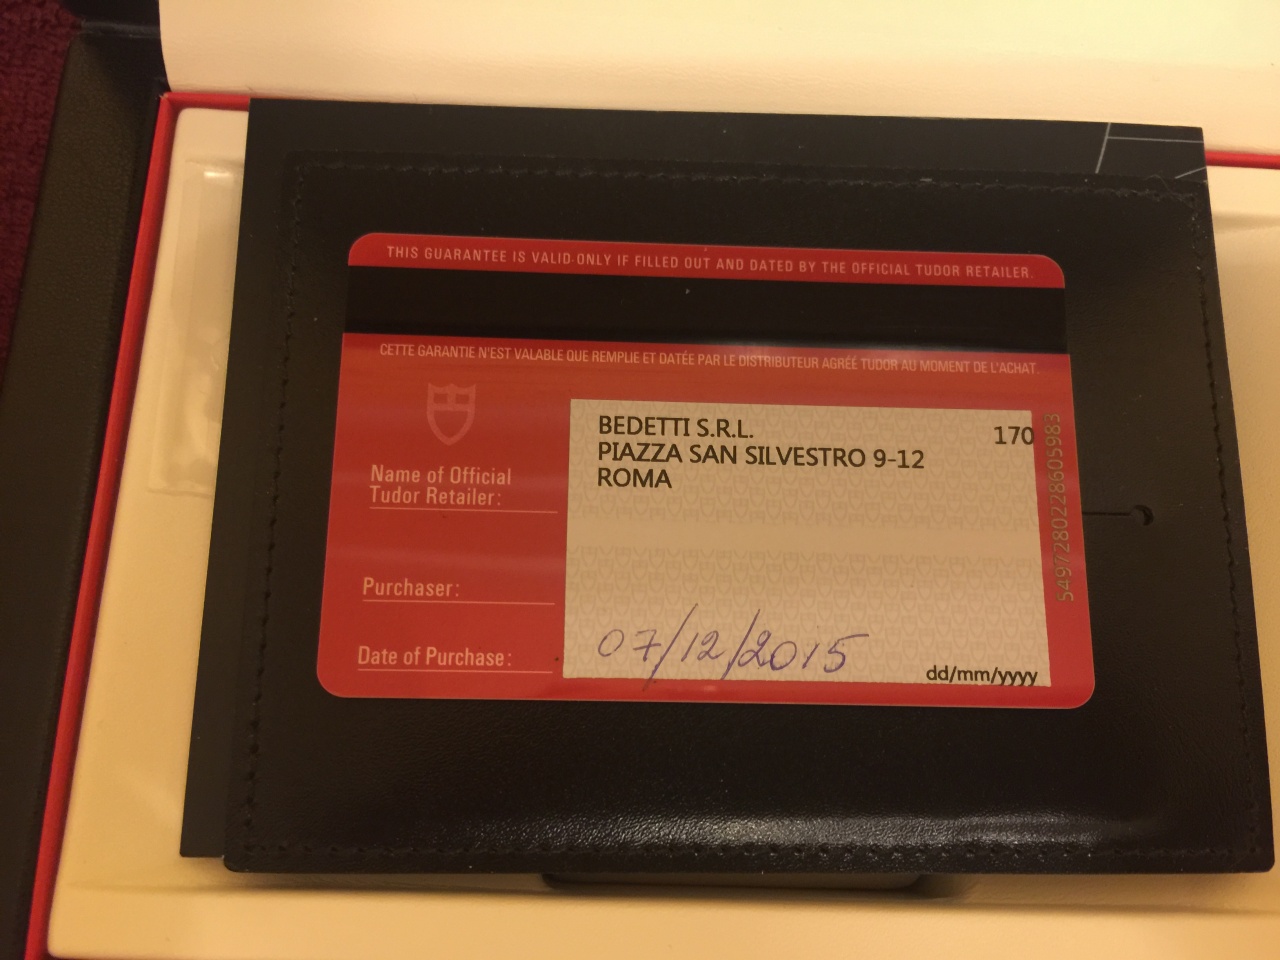 THIS GUARANTEE IS VALID ONLY IF FILLED OUT AND DATED BY THE OFFICIAL TUDOR RETAILER.
CETTE GARANTIE N'EST VALABLE QUE REMPLIE ET DATÉE PAR LE DISTRIBUTEUR AGRÉÉ TUDOR AU MOMENT DE L'ACHAT.
Name of Official
Tudor Retailer:
BEDETTI S.R.L. 170
PIAZZA SAN SILVESTRO 9-12
ROMA
Purchaser:
Date of Purchase:
07/12/2015
dd/mm/yyyy
5497280228605983